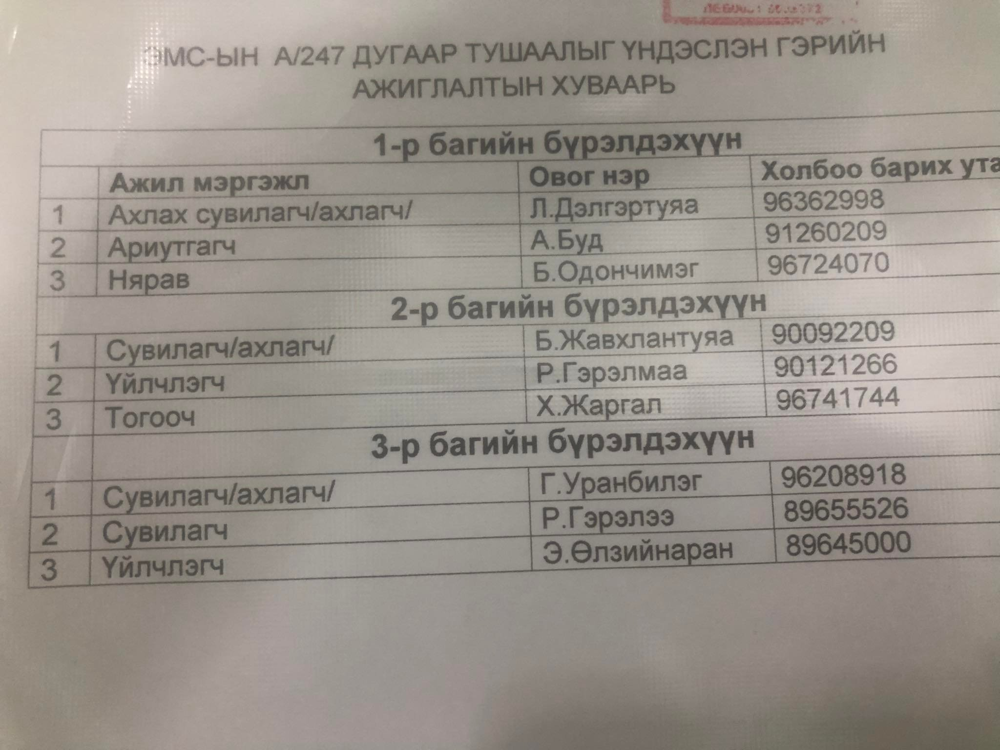 ЭМС-ЫН А/247 ДУГААР ТУШААЛЫГ ҮНДЭСЛЭН ГЭРИЙН
АЖИГЛАЛТЫН ХУВААРЬ
1-р багийн бүрэлдэхүүн
Ажил мэргэжл Овог нэр Холбоо барих ута
1 Ахлах сувилагч/ахлагч/ Л.Дэлгэртуяа 96362998
2 Ариутгагч А.Буд 91260209
3 Нярав Б.Одончимэг 96724070
2-р багийн бүрэлдэхүүн
1 Сувилагч/ахлагч/ Б.Жавхлантуяа 90092209
2 Үйлчлэгч Р.Гэрэлмаа 90121266
3 Тогооч Х.Жаргал 96741744
3-р багийн бүрэлдэхүүн
1 Сувилагч/ахлагч/ Г.Уранбилэг 96208918
2 Сувилагч Р.Гэрэлээ 89655526
3 Үйлчлэгч Э.Өлзийнаран 89645000